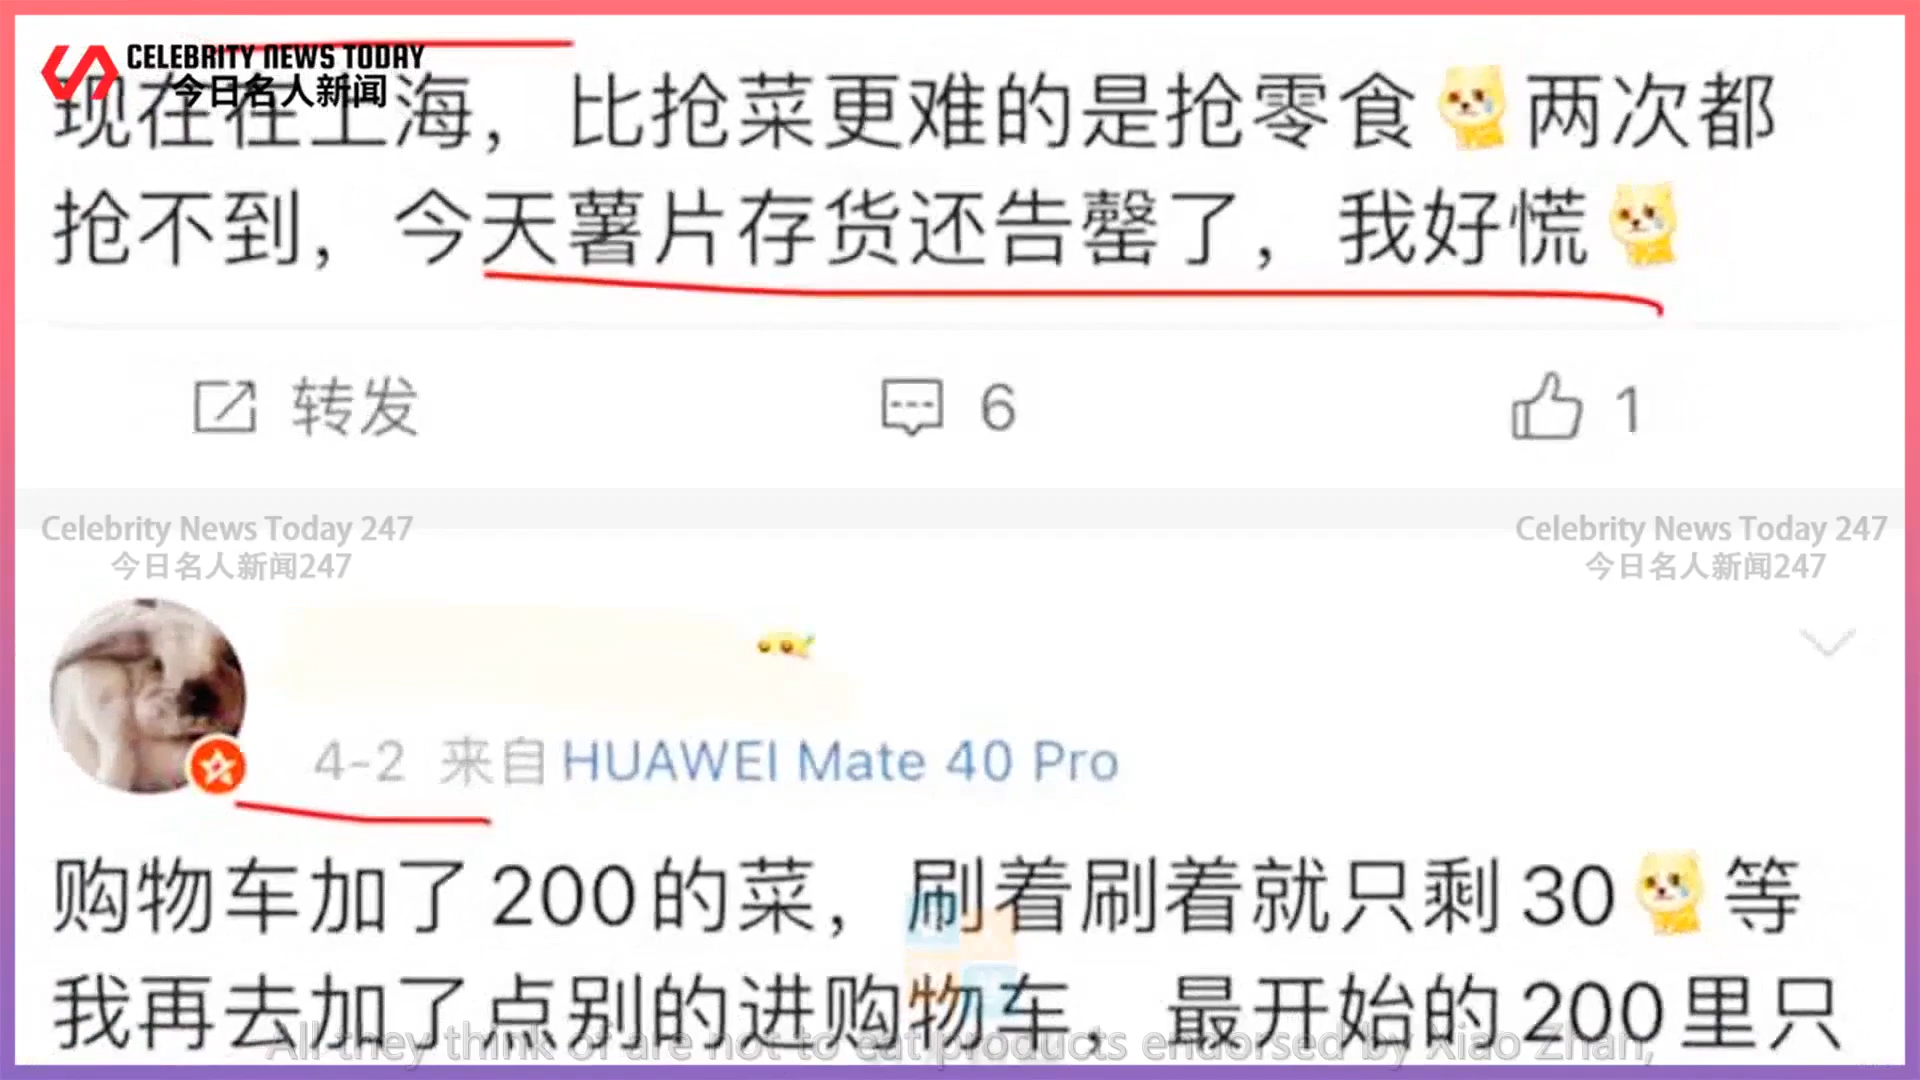 CELEBRITY NEWS TODAY
今日名人新闻
现在在上海，比抢菜更难的是抢零食两次都
抢不到，今天薯片存货还告罄了，我好慌
转发 6 1
Celebrity News Today 247 Celebrity News Today 247
今日名人新闻247 今日名人新闻247
4-2 来自 HUAWEI Mate 40 Pro
购物车加了200的菜，刷着刷着就只剩30等
我再去加了点别的进购物车，最开始的200里只
All they think of are not to eat products endorsed by Xiao Zhan,